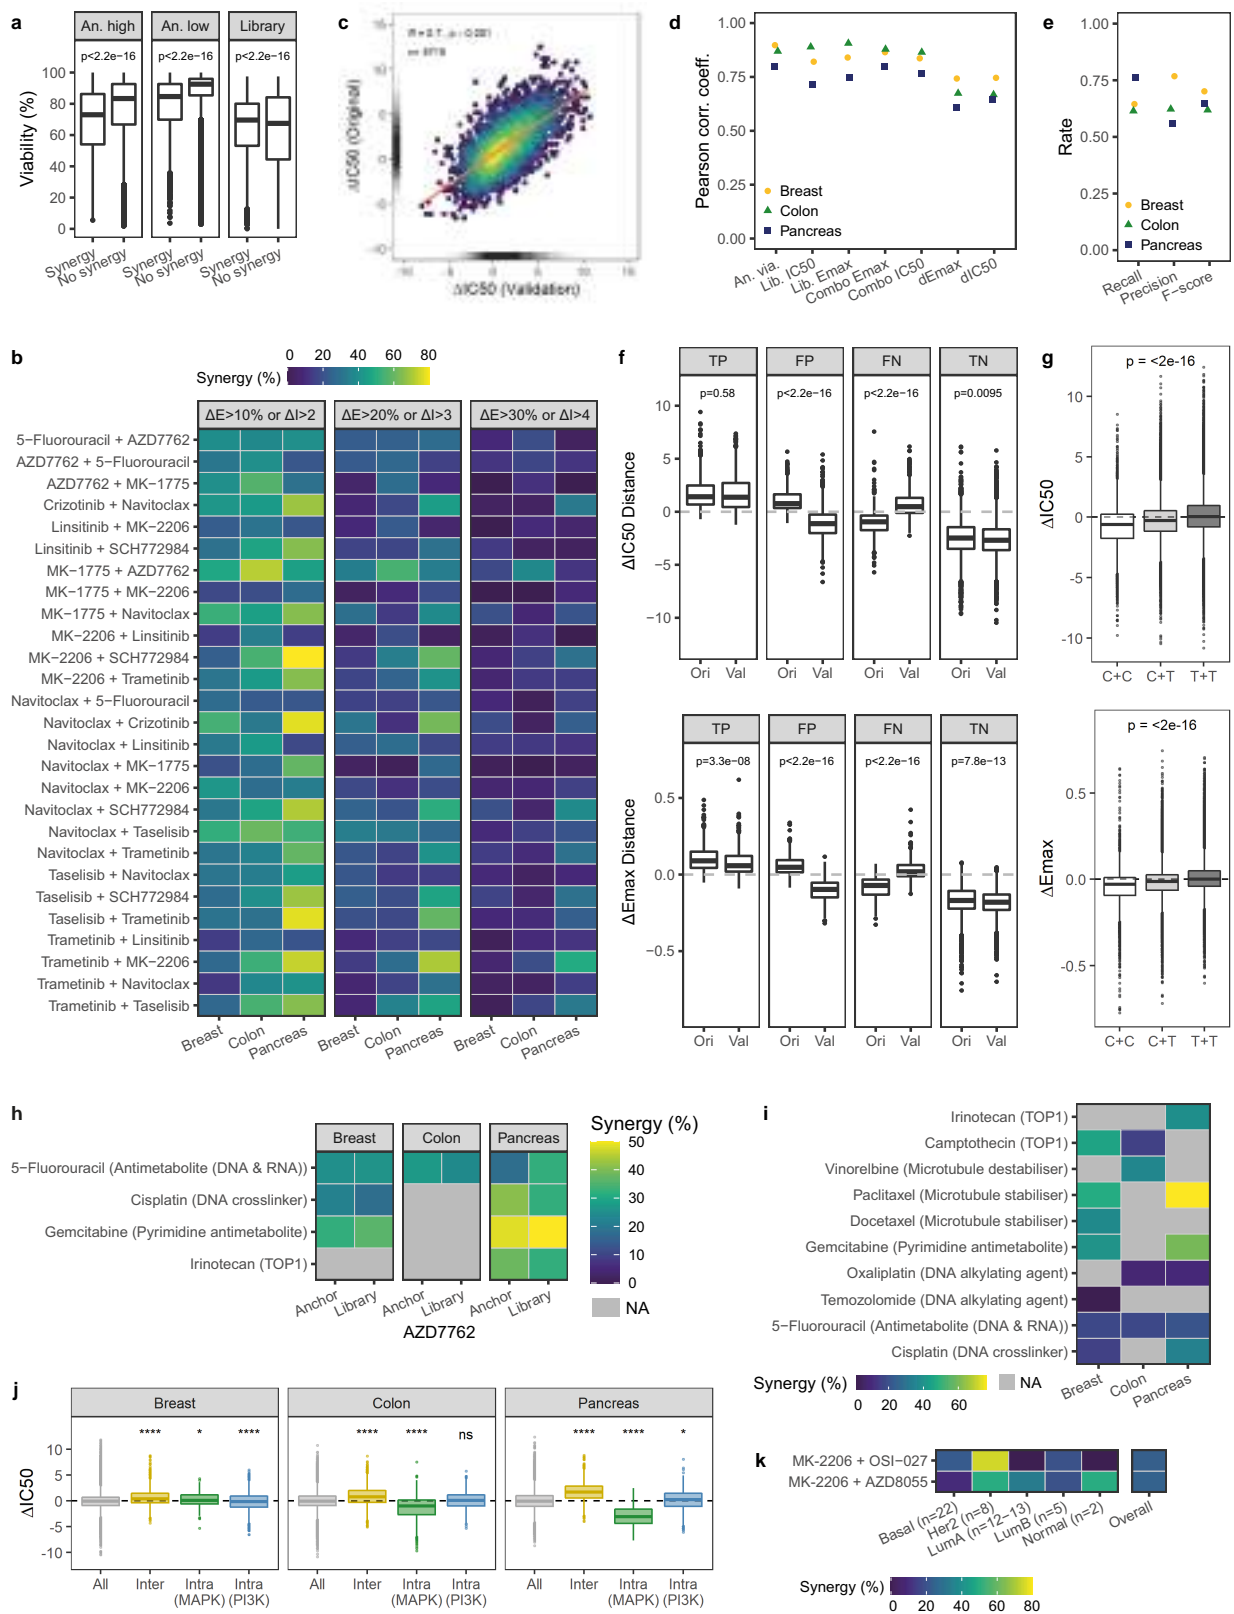 a
An. high
An. low
Library
p<2.2e−16
p<2.2e−16
p<2.2e−16
Viability (%)
100
80
60
40
20
0
Synergy
No synergy
Synergy
No synergy
Synergy
No synergy
c
ΔIC50 (Original)
ΔIC50 (Validation)
d
Pearson corr. coeff.
1.00
0.75
0.50
0.25
0.00
Breast
Colon
Pancreas
An. via.
Lib. IC50
Lib. Emax
Combo Emax
Combo IC50
dEmax
dIC50
e
Rate
1.00
0.75
0.50
0.25
0.00
Breast
Colon
Pancreas
Recall
Precision
F−score
b
Synergy (%)
0 20 40 60 80
ΔE>10% or ΔI>2
ΔE>20% or ΔI>3
ΔE>30% or ΔI>4
5−Fluorouracil + AZD7762
AZD7762 + 5−Fluorouracil
AZD7762 + MK−1775
Crizotinib + Navitoclax
Linsitinib + MK−2206
Linsitinib + SCH772984
MK−1775 + AZD7762
MK−1775 + MK−2206
MK−1775 + Navitoclax
MK−2206 + Linsitinib
MK−2206 + SCH772984
MK−2206 + Trametinib
Navitoclax + 5−Fluorouracil
Navitoclax + Crizotinib
Navitoclax + Linsitinib
Navitoclax + MK−1775
Navitoclax + MK−2206
Navitoclax + SCH772984
Navitoclax + Taselisib
Navitoclax + Trametinib
Taselisib + Navitoclax
Taselisib + SCH772984
Taselisib + Trametinib
Trametinib + Linsitinib
Trametinib + MK−2206
Trametinib + Navitoclax
Trametinib + Taselisib
Breast
Colon
Pancreas
Breast
Colon
Pancreas
Breast
Colon
Pancreas
f
TP
FP
FN
TN
p=0.58
p<2.2e−16
p<2.2e−16
p=0.0095
ΔIC50 Distance
10
5
0
−5
−10
Ori Val Ori Val Ori Val Ori Val
TP
FP
FN
TN
p=3.3e−08
p<2.2e−16
p<2.2e−16
p=7.8e−13
ΔEmax Distance
0.5
0.0
−0.5
Ori Val Ori Val Ori Val Ori Val
g
p = <2e-16
ΔIC50
10
5
0
-5
-10
C+C C+T T+T
p = <2e-16
ΔEmax
0.5
0.0
-0.5
C+C C+T T+T
h
Breast
Colon
Pancreas
5−Fluorouracil (Antimetabolite (DNA & RNA))
Cisplatin (DNA crosslinker)
Gemcitabine (Pyrimidine antimetabolite)
Irinotecan (TOP1)
Anchor
Library
Anchor
Library
Anchor
Library
AZD7762
Synergy (%)
50
40
30
20
10
0
NA
i
Irinotecan (TOP1)
Camptothecin (TOP1)
Vinorelbine (Microtubule destabiliser)
Paclitaxel (Microtubule stabiliser)
Docetaxel (Microtubule stabiliser)
Gemcitabine (Pyrimidine antimetabolite)
Oxaliplatin (DNA alkylating agent)
Temozolomide (DNA alkylating agent)
5−Fluorouracil (Antimetabolite (DNA & RNA))
Cisplatin (DNA crosslinker)
Breast
Colon
Pancreas
Synergy (%)
0 20 40 60
NA
j
Breast
Colon
Pancreas
**** * ****
**** **** ns
**** **** *
ΔIC50
10
5
0
-5
-10
All Inter Intra (MAPK) Intra (PI3K)
All Inter Intra (MAPK) Intra (PI3K)
All Inter Intra (MAPK) Intra (PI3K)
k
MK−2206 + OSI−027
MK−2206 + AZD8055
Basal (n=22)
Her2 (n=8)
LumA (n=12−13)
LumB (n=5)
Normal (n=2)
Overall
Synergy (%)
0 20 40 60 80